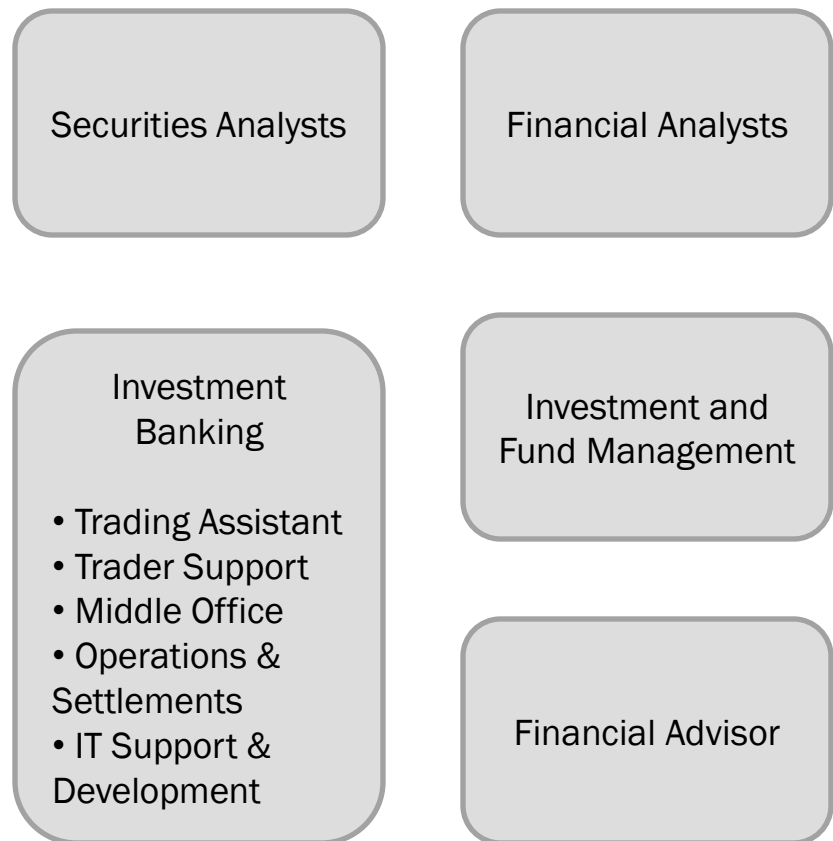 Securities Analysts
Financial Analysts
Investment
Banking
• Trading Assistant
• Trader Support
• Middle Office
• Operations &
Settlements
• IT Support &
Development
Investment and
Fund Management
Financial Advisor